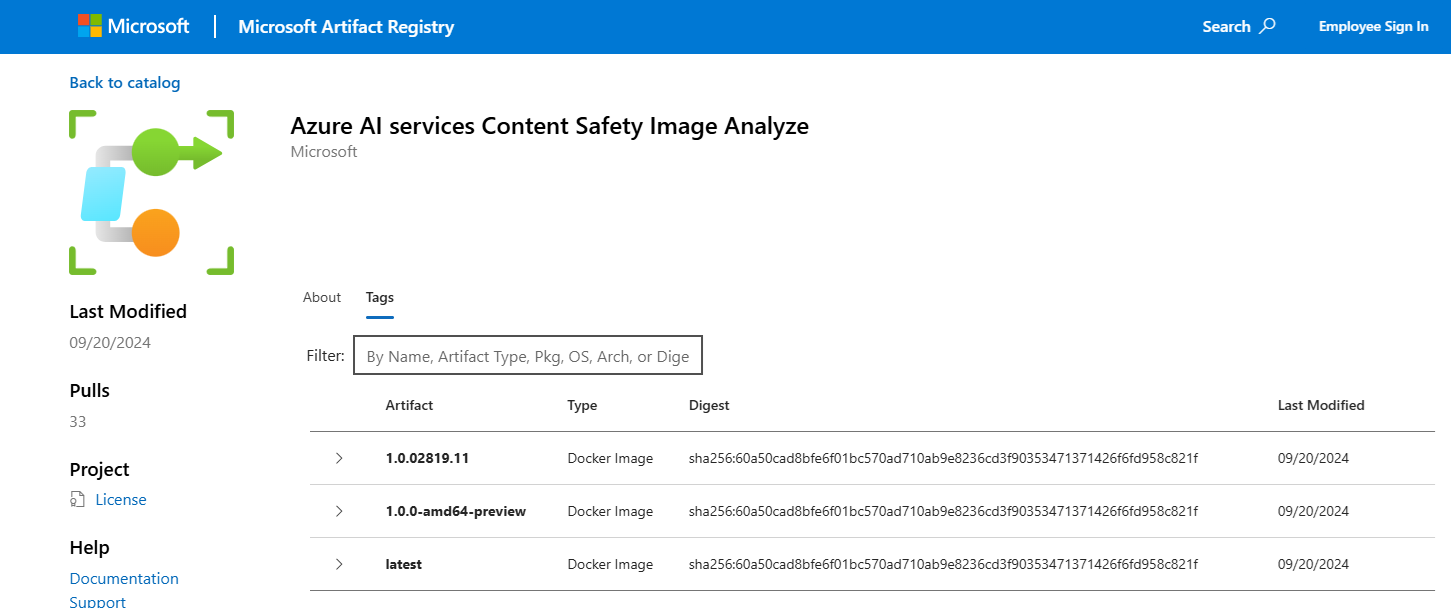 Microsoft | Microsoft Artifact Registry Search Employee Sign In
Back to catalog
Azure AI services Content Safety Image Analyze
Microsoft
About Tags
Last Modified
09/20/2024
Filter: By Name, Artifact Type, Pkg, OS, Arch, or Dige
Pulls
33
Artifact Type Digest Last Modified
1.0.02819.11 Docker Image sha256:60a50cad8bfe6f01bc570ad710ab9e8236cd3f90353471371426f6fd958c821f 09/20/2024
Project
License
1.0.0-amd64-preview Docker Image sha256:60a50cad8bfe6f01bc570ad710ab9e8236cd3f90353471371426f6fd958c821f 09/20/2024
Help
latest Docker Image sha256:60a50cad8bfe6f01bc570ad710ab9e8236cd3f90353471371426f6fd958c821f 09/20/2024
Documentation
Support